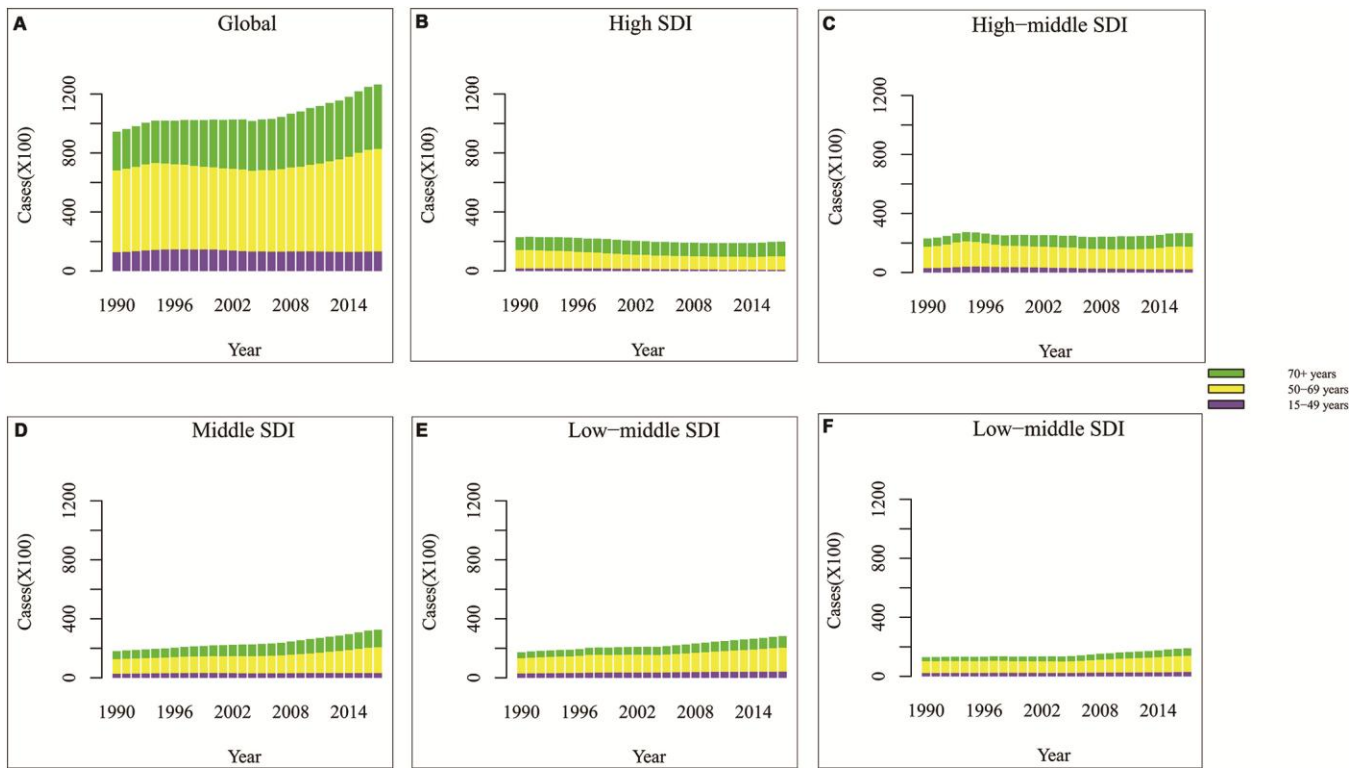 A
Global
Cases(X100)
1200
800
400
0
1990 1996 2002 2008 2014
Year
B
High SDI
Cases(X100)
1200
800
400
0
1990 1996 2002 2008 2014
Year
C
High−middle SDI
Cases(X100)
1200
800
400
0
1990 1996 2002 2008 2014
Year
70+ years
50−69 years
15−49 years
D
Middle SDI
Cases(X100)
1200
800
400
0
1990 1996 2002 2008 2014
Year
E
Low−middle SDI
Cases(X100)
1200
800
400
0
1990 1996 2002 2008 2014
Year
F
Low−middle SDI
Cases(X100)
1200
800
400
0
1990 1996 2002 2008 2014
Year